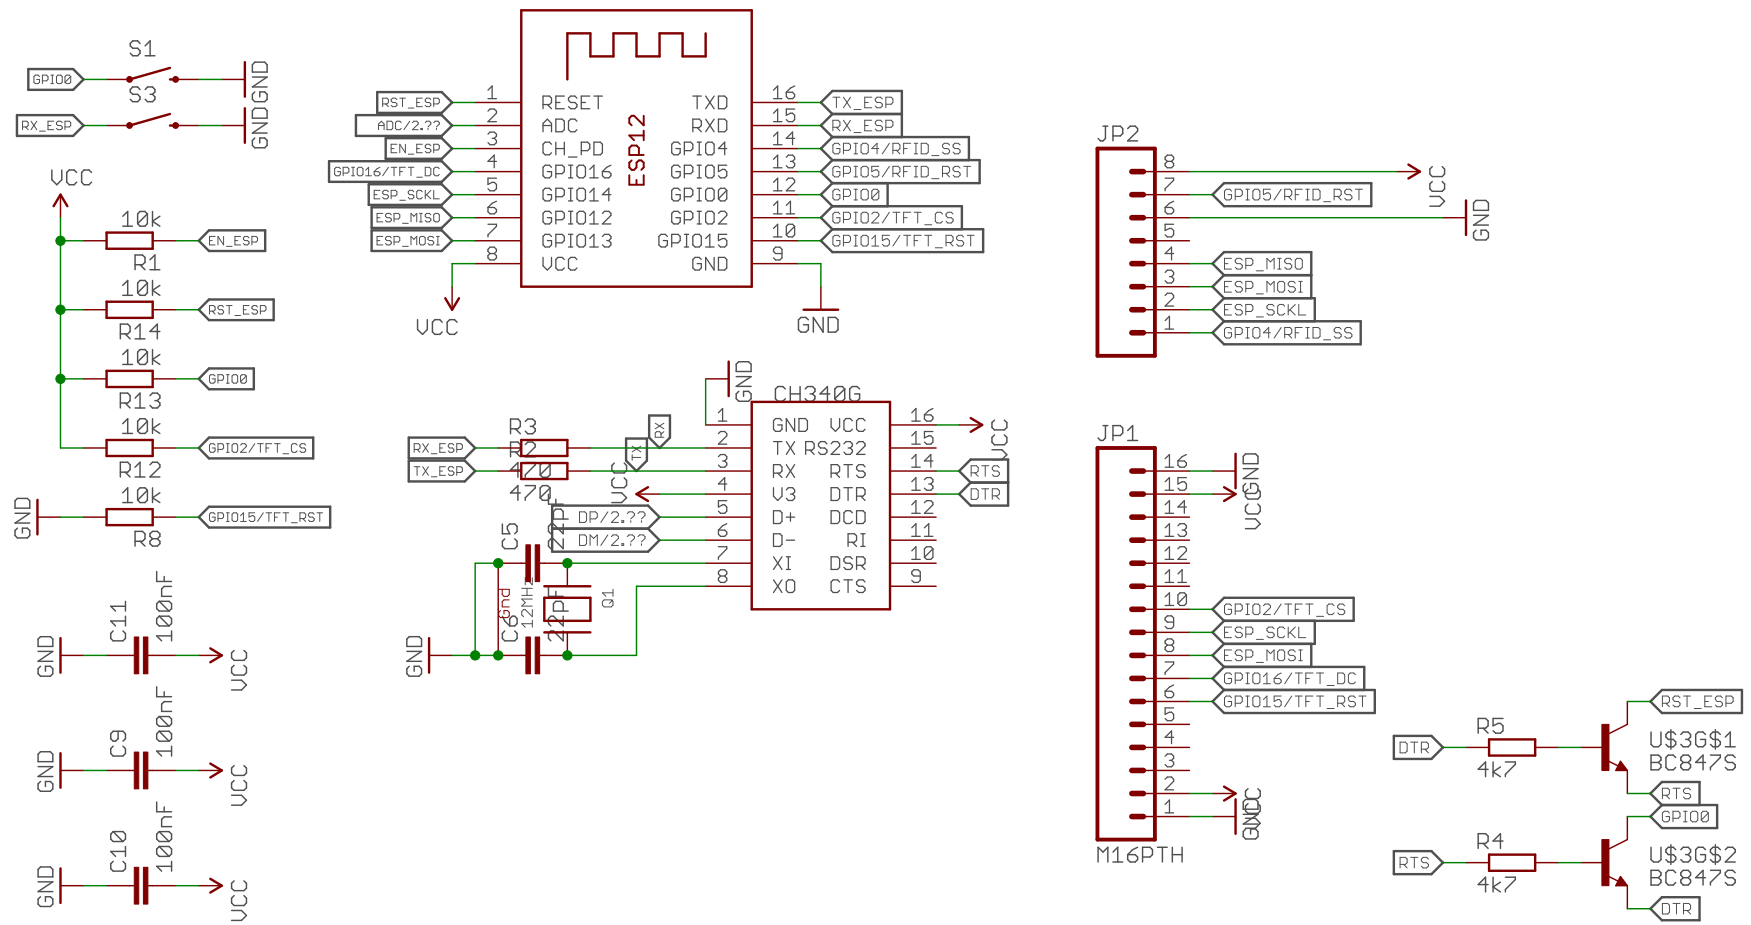 S1
GPIO0
GND
S3
RX_ESP
GND
VCC
10k
EN_ESP
R1
10k
RST_ESP
R14
10k
GPIO0
R13
10k
GPIO2/TFT_CS
R12
10k
GND
GPIO15/TFT_RST
R8
GND
C11
100nF
VCC
GND
C9
100nF
VCC
GND
C10
100nF
VCC
ESP12
RST_ESP 1 RESET TXD 16 TX_ESP
ADC/2.?? 2 ADC RXD 15 RX_ESP
EN_ESP 3 CH_PD GPIO4 14 GPIO4/RFID_SS
GPIO16/TFT_DC 4 GPIO16 GPIO5 13 GPIO5/RFID_RST
ESP_SCKL 5 GPIO14 GPIO0 12 GPIO0
ESP_MISO 6 GPIO12 GPIO2 11 GPIO2/TFT_CS
ESP_MOSI 7 GPIO13 GPIO15 10 GPIO15/TFT_RST
8 VCC GND 9
VCC
GND
GND
CH340G
1 GND VCC 16
VCC
RX_ESP R3 RX 2 TX RS232 15
TX_ESP R2 470 TX 3 RX RTS 14 RTS
470
VCC 4 V3 DTR 13 DTR
DP/2.?? 5 D+ DCD 12
DM/2.?? 6 D- RI 11
7 XI DSR 10
8 XO CTS 9
C5
22PF
Gnd
12MHz
Q1
C6
22PF
GND
JP2
8
VCC
7 GPIO5/RFID_RST
6
GND
5
4 ESP_MISO
3 ESP_MOSI
2 ESP_SCKL
1 GPIO4/RFID_SS
JP1
16 GND
15 VCC
14
13
12
11
10 GPIO2/TFT_CS
9 ESP_SCKL
8 ESP_MOSI
7 GPIO16/TFT_DC
6 GPIO15/TFT_RST
5
4
3
2 VCC
1 GND
M16PTH
RST_ESP
R5
DTR
4k7
U$3G$1
BC847S
RTS
GPIO0
R4
RTS
4k7
U$3G$2
BC847S
DTR